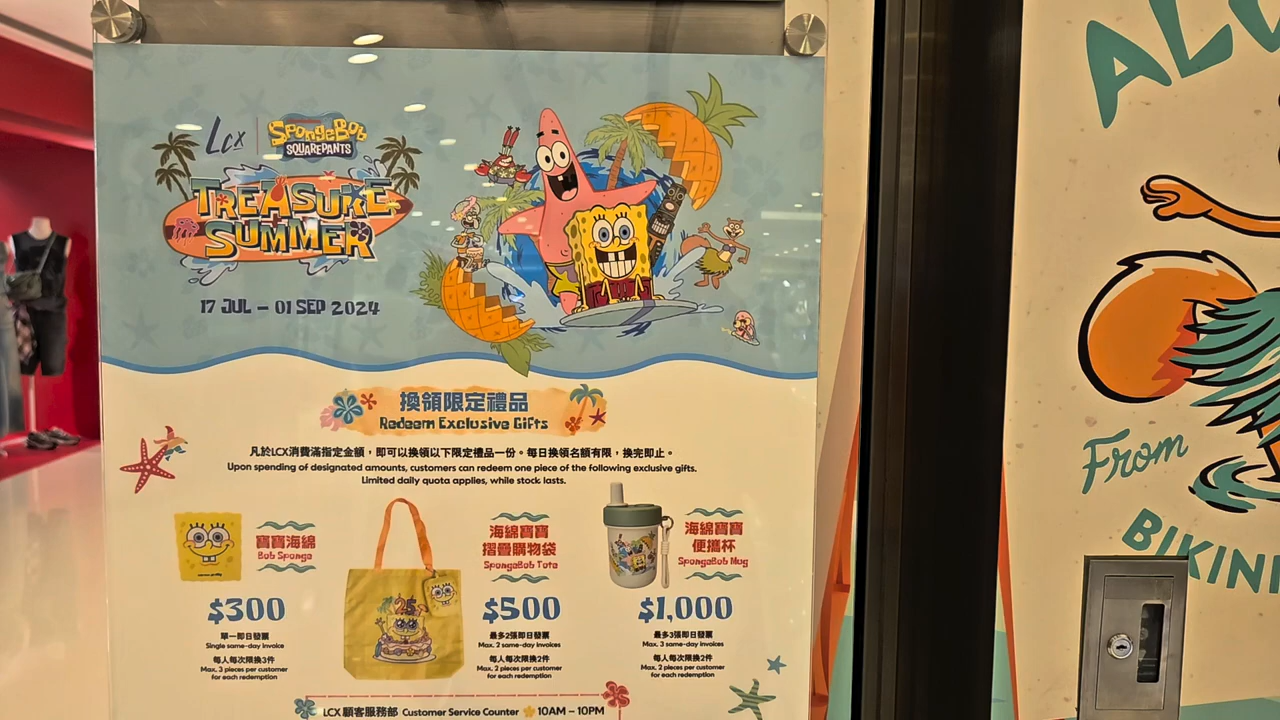 Lcx
SpongeBob
SQUAREPANTS
TREASURE
SUMMER
17 JUL – 01 SEP 2024
換領限定禮品
Redeem Exclusive Gifts
凡於LCX消費滿指定金額，即可以換領以下限定禮品一份。每日換領名額有限，換完即止。
Upon spending of designated amounts, customers can redeem one piece of the following exclusive gifts.
Limited daily quota applies, while stock lasts.
寶寶海綿
Bob Sponge
$300
單一即日發票
Single same-day invoice
每人每次限換3件
Max. 3 pieces per customer
for each redemption
25
海綿寶寶
摺疊購物袋
SpongeBob Tote
$500
最多2張即日發票
Max. 2 same-day invoices
每人每次限換2件
Max. 2 pieces per customer
for each redemption
海綿寶寶
便攜杯
SpongeBob Mug
$1,000
最多3張即日發票
Max. 3 same-day invoices
每人每次限換2件
Max. 2 pieces per customer
for each redemption
LCX 顧客服務部 Customer Service Counter 10AM – 10PM
From